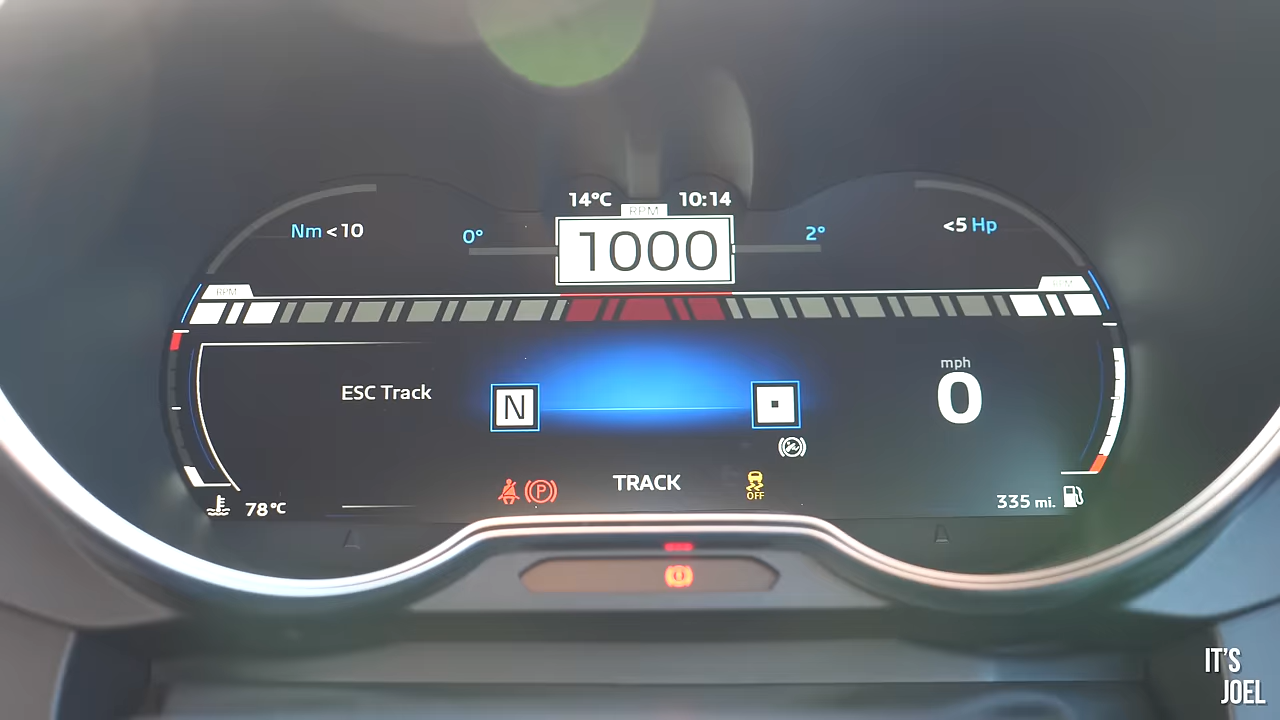 14°C
10:14
RPM
1000
Nm <10
0°
2°
<5 Hp
RPM
RPM
ESC Track
N
mph
0
TRACK
P
OFF
78°C
335 mi.
IT'S
JOEL